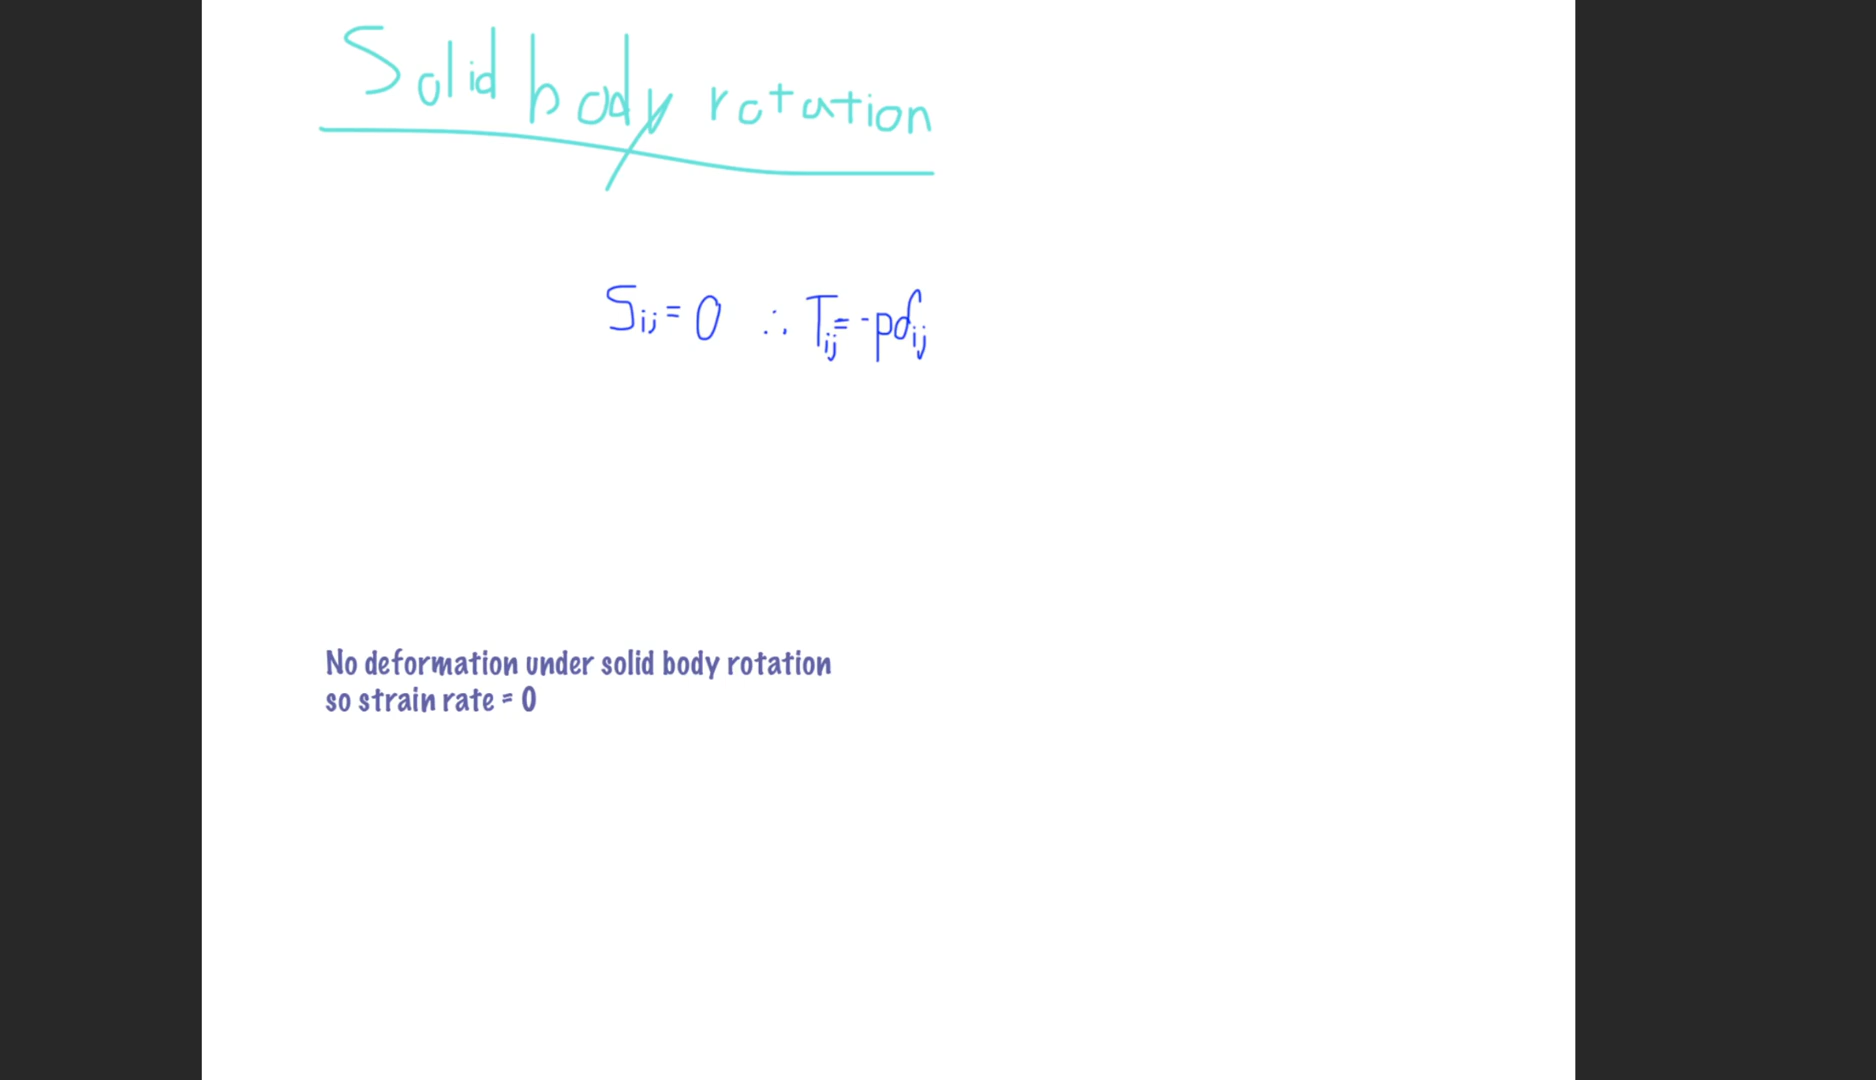 Solid body rotation
Sij = 0 ∴ Tij = -pδij
No deformation under solid body rotation
so strain rate = 0